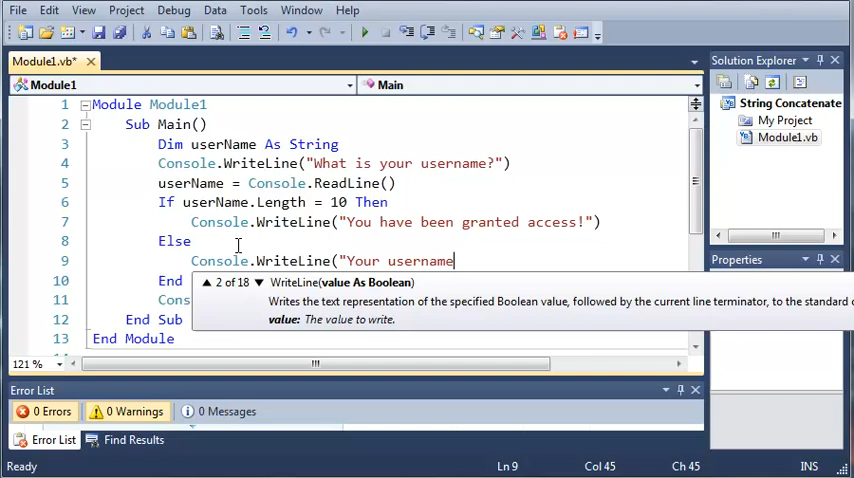 File Edit View Project Debug Data Tools Window Help
Module1.vb*
Module1 Main
1 Module Module1
2 Sub Main()
3 Dim userName As String
4 Console.WriteLine("What is your username?")
5 userName = Console.ReadLine()
6 If userName.Length = 10 Then
7 Console.WriteLine("You have been granted access!")
8 Else
9 Console.WriteLine("Your username
10 End
2 of 18 WriteLine(value As Boolean)
11 Cons
Writes the text representation of the specified Boolean value, followed by the current line terminator, to the standard
12 End Sub
value: The value to write.
13 End Module
121 %
Solution Explorer
String Concatenate
My Project
Module1.vb
Properties
Error List
0 Errors 0 Warnings 0 Messages
Error List Find Results
Ready Ln 9 Col 45 Ch 45 INS